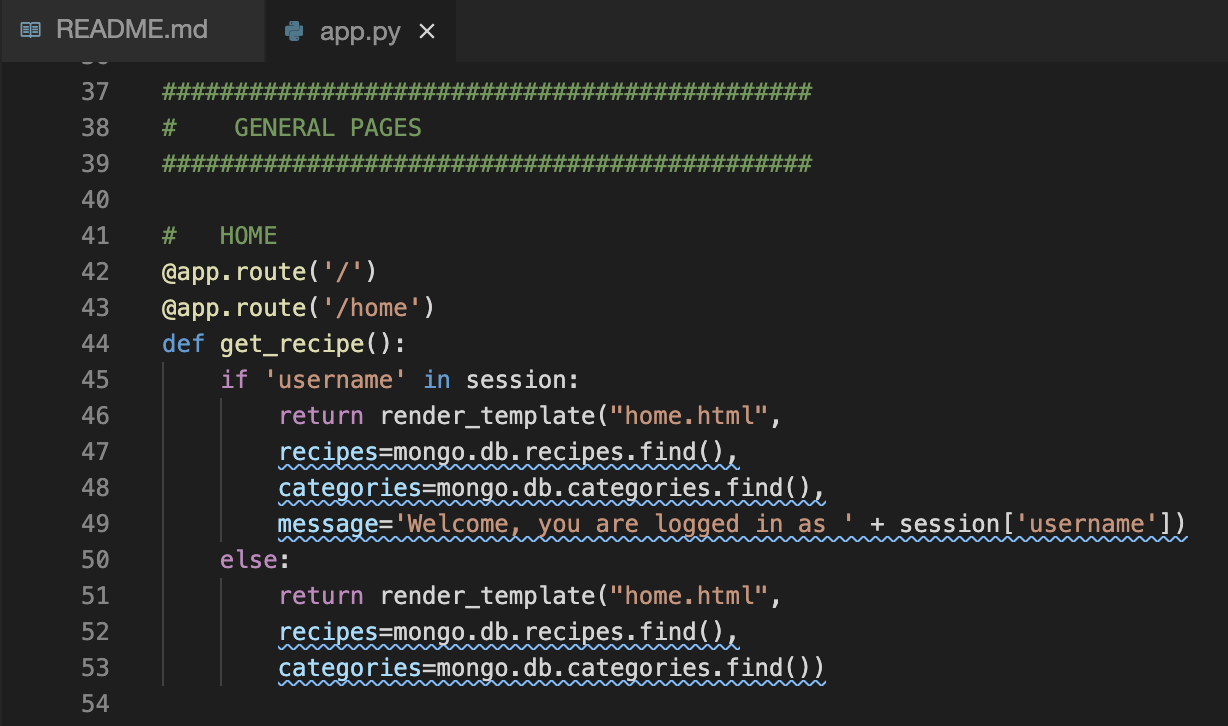 README.md
app.py ×
37 #############################################
38 #    GENERAL PAGES
39 #############################################
40
41 #   HOME
42 @app.route('/')
43 @app.route('/home')
44 def get_recipe():
45     if 'username' in session:
46         return render_template("home.html",
47         recipes=mongo.db.recipes.find(),
48         categories=mongo.db.categories.find(),
49         message='Welcome, you are logged in as ' + session['username'])
50     else:
51         return render_template("home.html",
52         recipes=mongo.db.recipes.find(),
53         categories=mongo.db.categories.find())
54